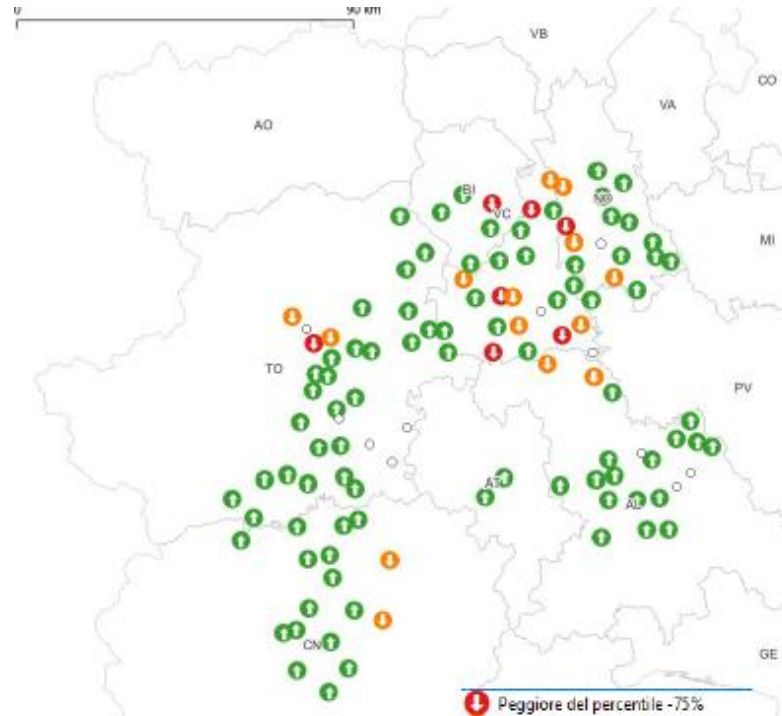 0 90 km
VB
CO
VA
AO
BI
NO
VC
MI
TO
PV
AT
AL
CN
GE
Peggiore del percentile -75%